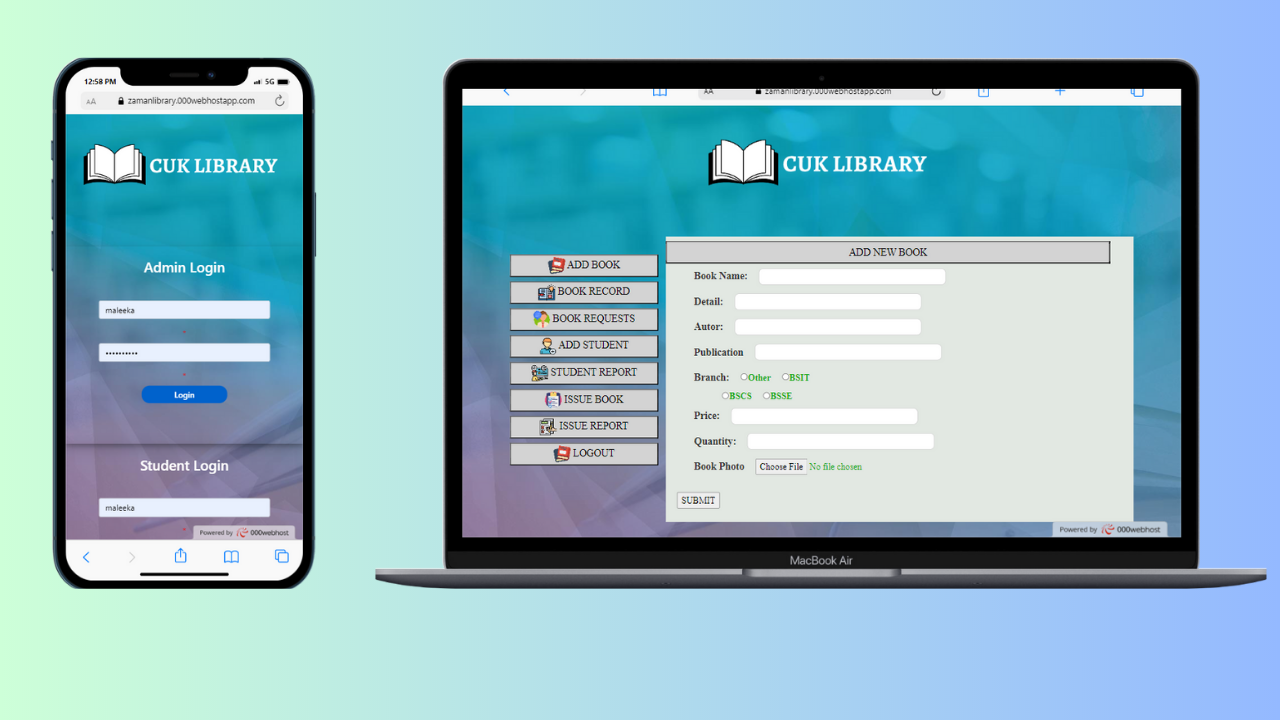 12:58 PM
5G
AA zamanlibrary.000webhostapp.com
CUK LIBRARY
Admin Login
maleeka
*
••••••••••
*
Login
Student Login
maleeka
*
Powered by 000webhost
AA zamanlibrary.000webhostapp.com
CUK LIBRARY
ADD BOOK
BOOK RECORD
BOOK REQUESTS
ADD STUDENT
STUDENT REPORT
ISSUE BOOK
ISSUE REPORT
LOGOUT
ADD NEW BOOK
Book Name:
Detail:
Autor:
Publication
Branch: Other BSIT
BSCS BSSE
Price:
Quantity:
Book Photo Choose File No file chosen
SUBMIT
Powered by 000webhost
MacBook Air